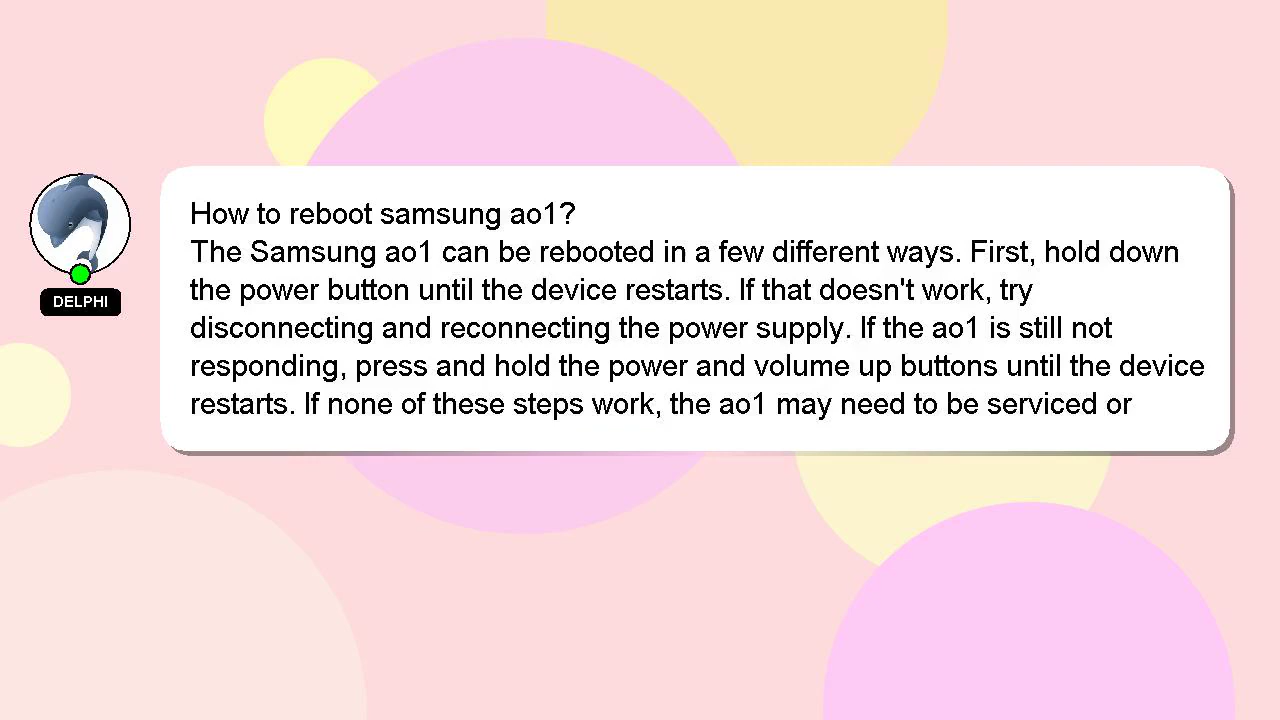 How to reboot samsung ao1?
The Samsung ao1 can be rebooted in a few different ways. First, hold down
the power button until the device restarts. If that doesn't work, try
disconnecting and reconnecting the power supply. If the ao1 is still not
responding, press and hold the power and volume up buttons until the device
restarts. If none of these steps work, the ao1 may need to be serviced or
DELPHI